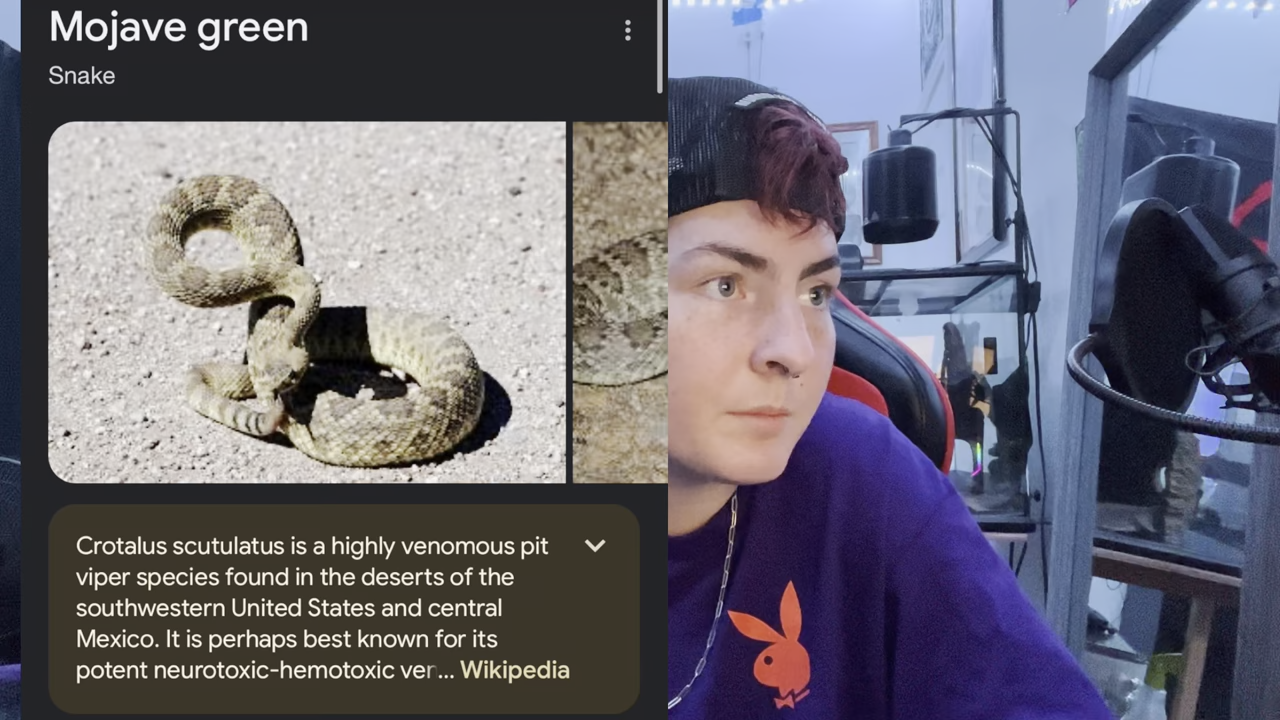 Mojave green
Snake
Crotalus scutulatus is a highly venomous pit
viper species found in the deserts of the
southwestern United States and central
Mexico. It is perhaps best known for its
potent neurotoxic-hemotoxic ver... Wikipedia